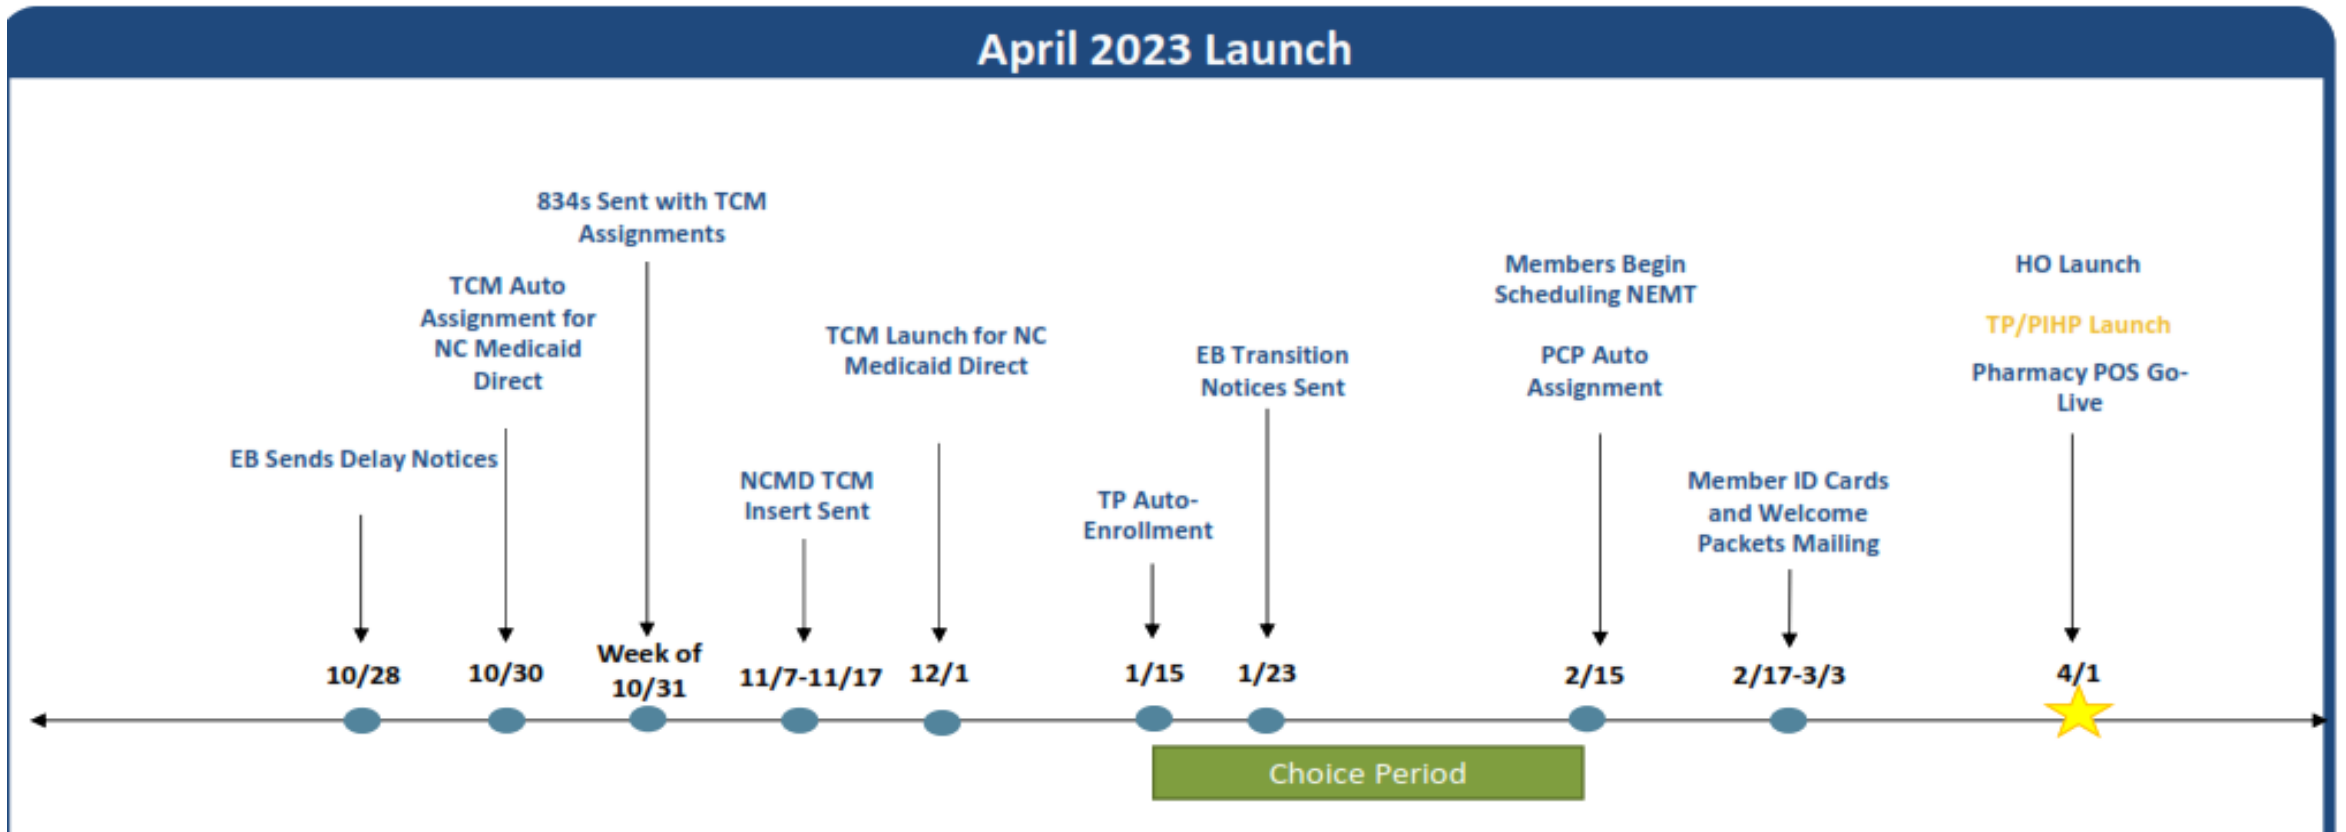 April 2023 Launch
834s Sent with TCM
Assignments
TCM Auto
Assignment for
NC Medicaid
Direct
EB Sends Delay Notices
NCMD TCM
Insert Sent
TCM Launch for NC
Medicaid Direct
TP Auto-
Enrollment
EB Transition
Notices Sent
Members Begin
Scheduling NEMT
PCP Auto
Assignment
Member ID Cards
and Welcome
Packets Mailing
HO Launch
TP/PIHP Launch
Pharmacy POS Go-
Live
10/28
10/30
Week of
10/31
11/7-11/17
12/1
1/15
1/23
2/15
2/17-3/3
4/1
Choice Period